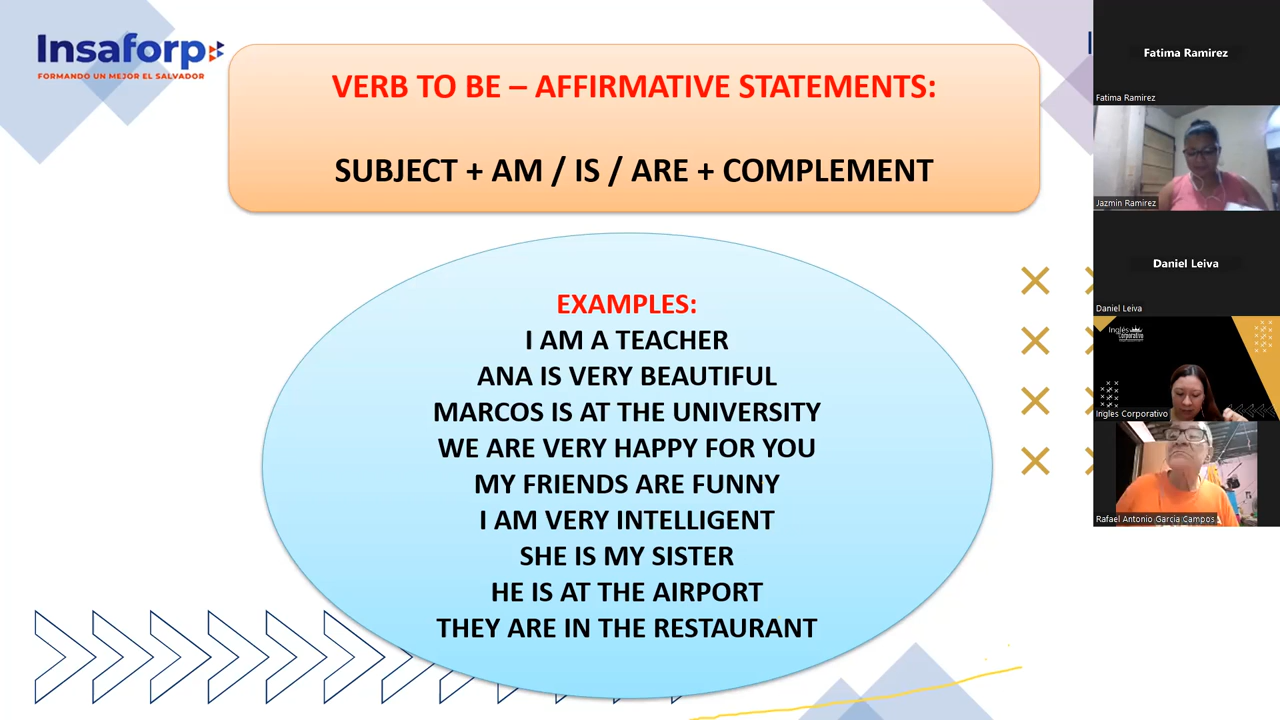 Insaforp
FORMANDO UN MEJOR EL SALVADOR
VERB TO BE – AFFIRMATIVE STATEMENTS:
SUBJECT + AM / IS / ARE + COMPLEMENT
EXAMPLES:
I AM A TEACHER
ANA IS VERY BEAUTIFUL
MARCOS IS AT THE UNIVERSITY
WE ARE VERY HAPPY FOR YOU
MY FRIENDS ARE FUNNY
I AM VERY INTELLIGENT
SHE IS MY SISTER
HE IS AT THE AIRPORT
THEY ARE IN THE RESTAURANT
Fatima Ramirez
Fatima Ramirez
Jazmin Ramirez
Daniel Leiva
Daniel Leiva
Inglés
Corporativo
Ingles Corporativo
Rafael Antonio Garcia Campos